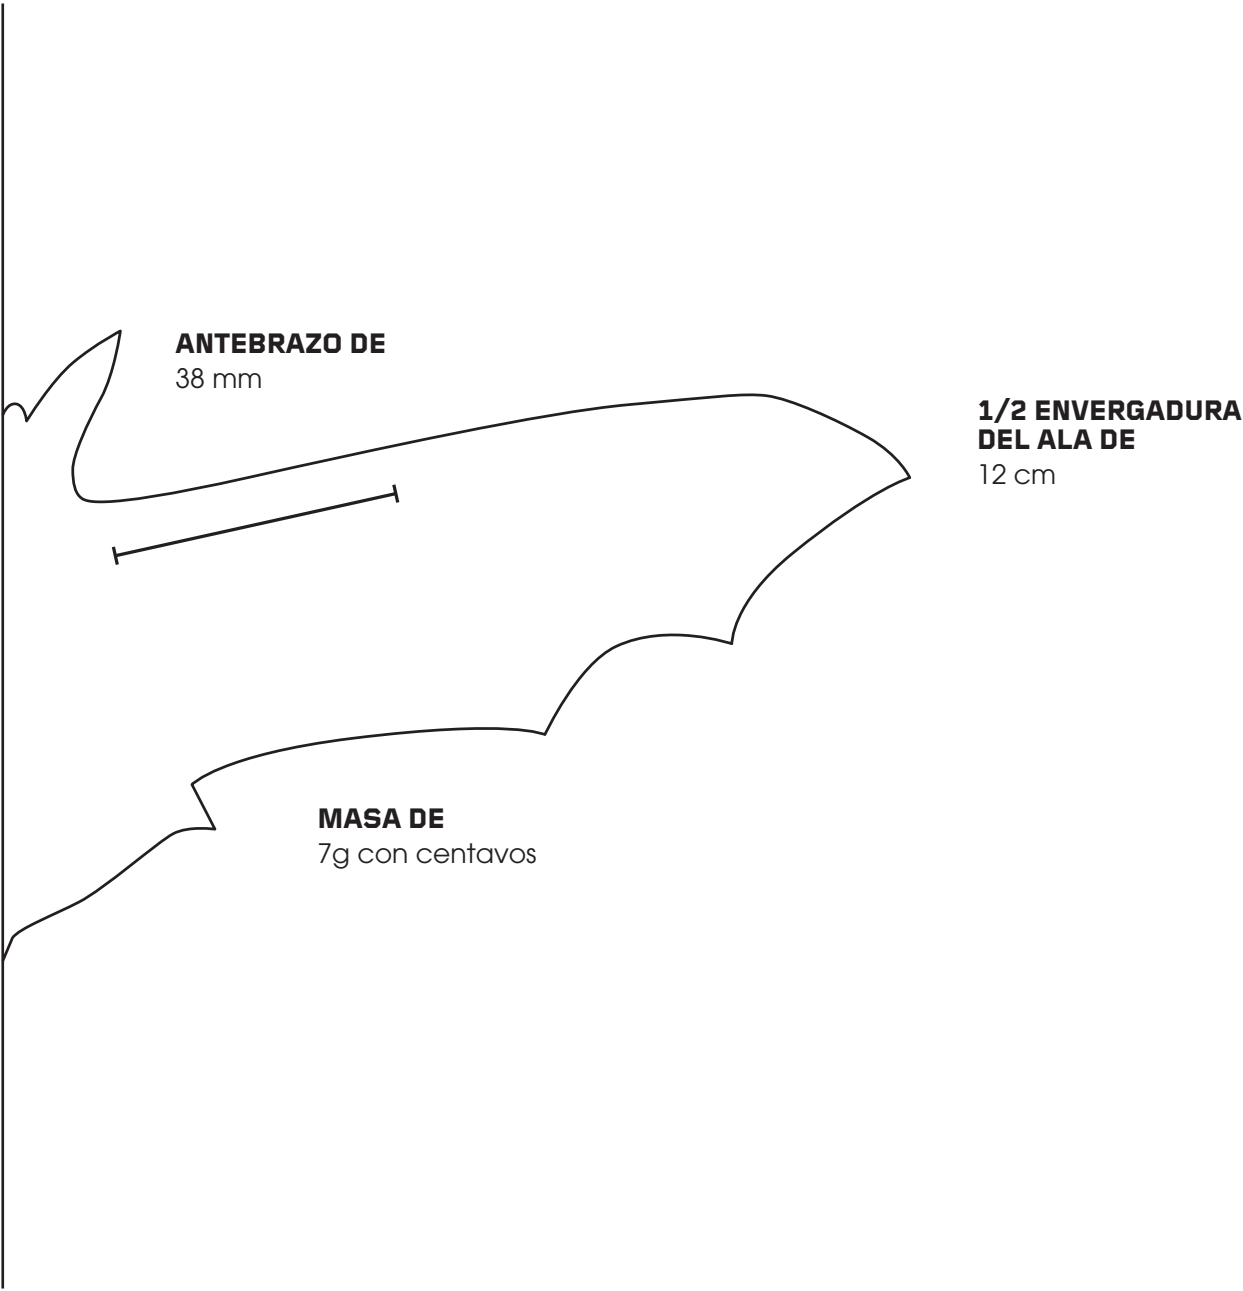 ANTEBRAZO DE
38 mm
1/2 ENVERGADURA
DEL ALA DE
12 cm
MASA DE
7g con centavos